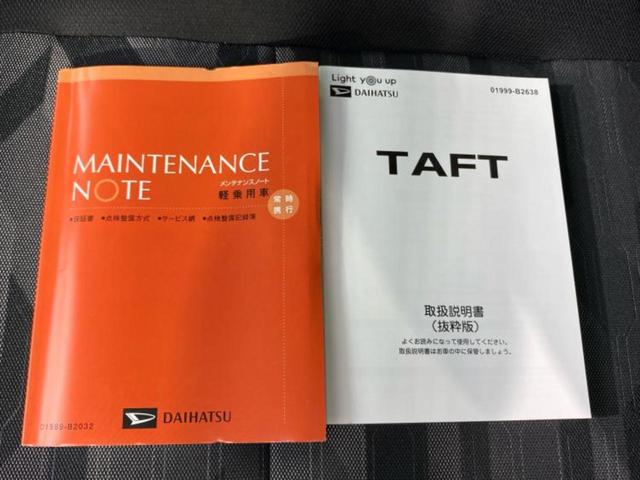 MAINTENANCE
NOTE
メンテナンスノート
軽乗用車
常時
携行
●保証書 ●点検整備方式 ●サービス網 ●点検整備記録簿
01999-B2032
DAIHATSU
Light you up
DAIHATSU
01999-B2638
TAFT
取扱説明書
(抜粋版)
よくお読みになって使用してください。
取扱説明書はお車の中に保管しましょう。